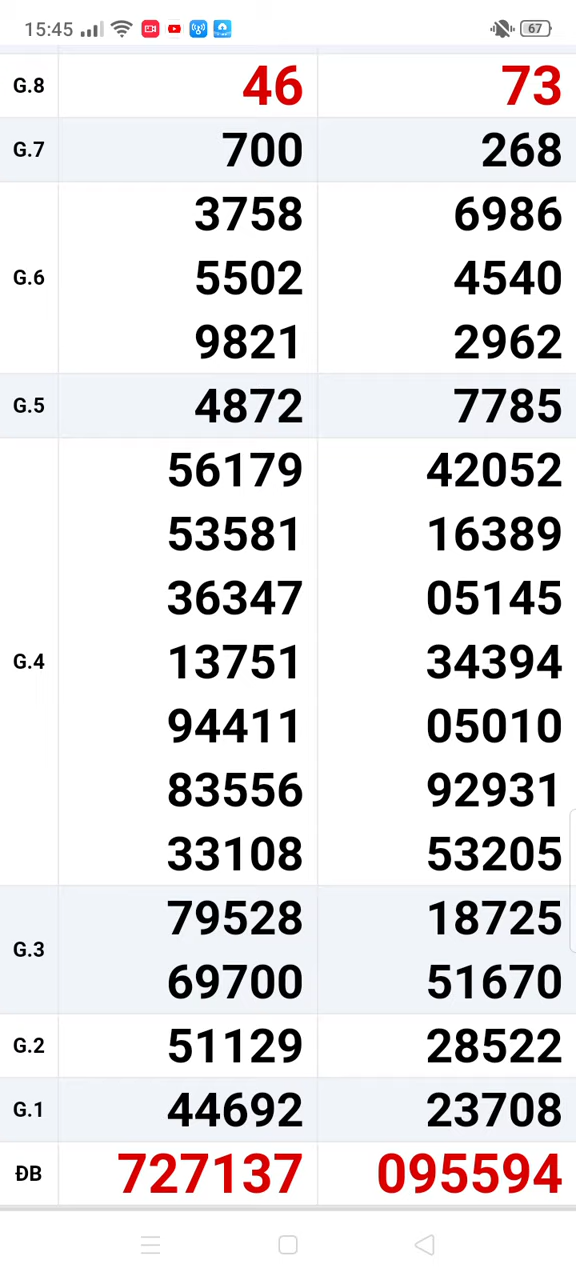 15:45 67
G.8 46 73
G.7 700 268
3758 6986
G.6 5502 4540
9821 2962
G.5 4872 7785
56179 42052
53581 16389
36347 05145
G.4 13751 34394
94411 05010
83556 92931
33108 53205
79528 18725
G.3
69700 51670
G.2 51129 28522
G.1 44692 23708
ĐB 727137 095594